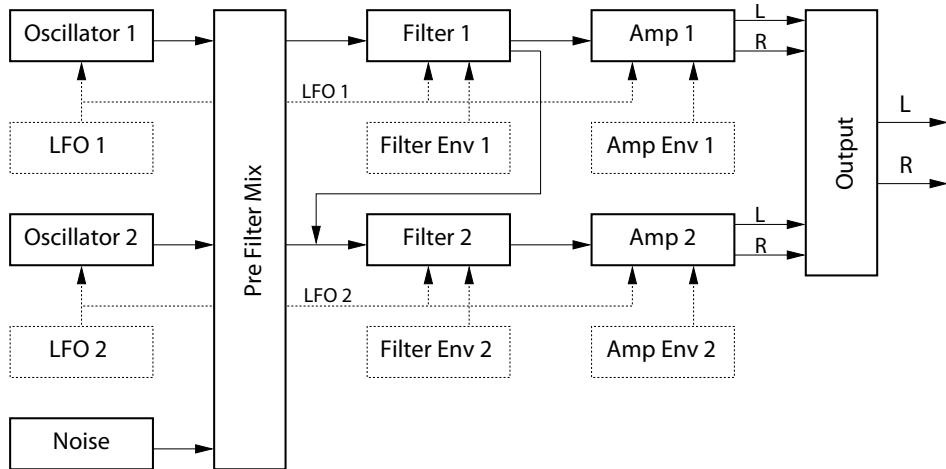 Oscillator 1
Filter 1
Amp 1
L
R
LFO 1
LFO 1
Filter Env 1
Amp Env 1
L
R
Pre Filter Mix
Output
Oscillator 2
Filter 2
Amp 2
L
R
LFO 2
LFO 2
Filter Env 2
Amp Env 2
Noise